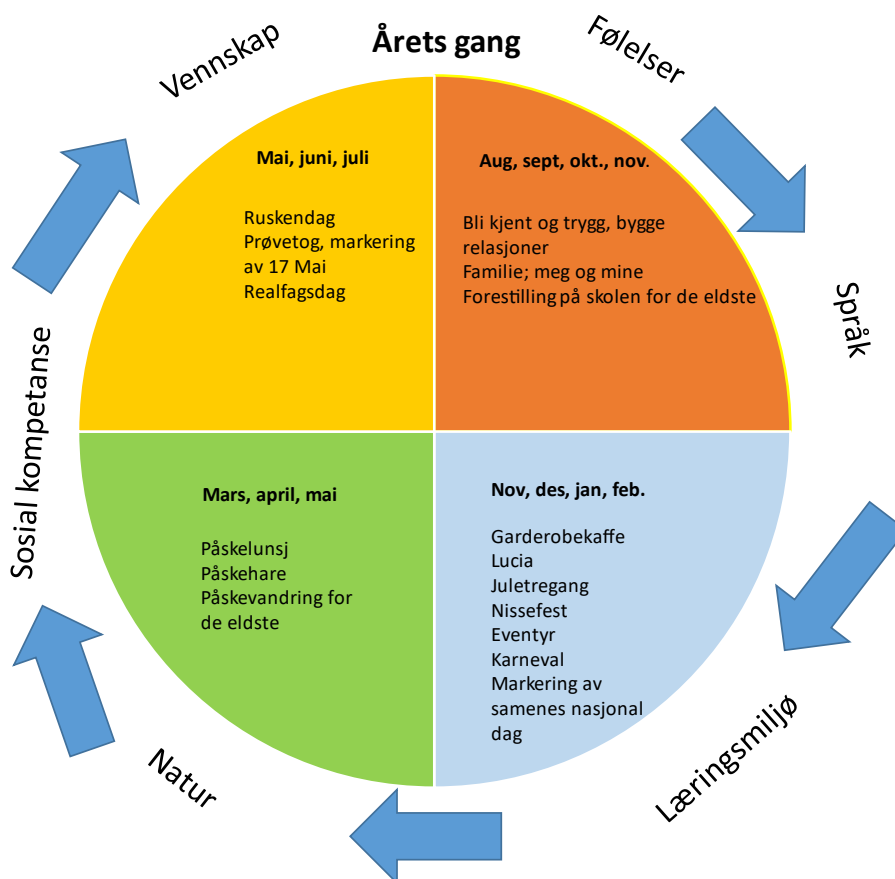 Årets gang
Følelser
Språk
Læringsmiljø
Natur
Sosial kompetanse
Vennskap
Mai, juni, juli
Ruskendag
Prøvetog, markering
av 17 Mai
Realfagsdag
Aug, sept, okt., nov.
Bli kjent og trygg, bygge
relasjoner
Familie; meg og mine
Forestilling på skolen for de eldste
Mars, april, mai
Påskelunsj
Påskehare
Påskevandring for
de eldste
Nov, des, jan, feb.
Garderobekaffe
Lucia
Juletregang
Nissefest
Eventyr
Karneval
Markering av
samenes nasjonal
dag